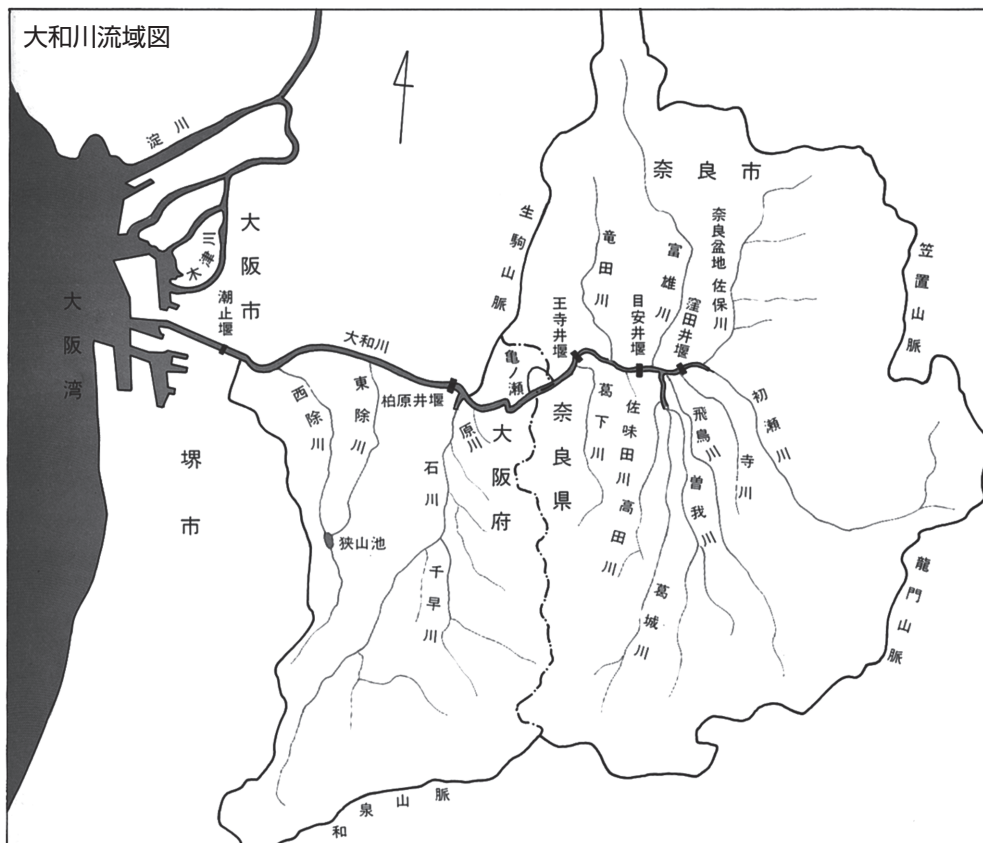 大和川流域図
淀川
大阪市
木津川
潮止堰
大阪湾
堺市
大和川
西除川
東除川
狭山池
柏原井堰
石川
原川
千早川
大阪府
和泉山脈
生駒山脈
亀ノ瀬
王寺井堰
奈良県
葛下川
竜田川
目安井堰
佐味田川
高田川
葛城川
富雄川
窪田井堰
奈良市
奈良盆地
佐保川
飛鳥川
曽我川
寺川
初瀬川
笠置山脈
龍門山脈